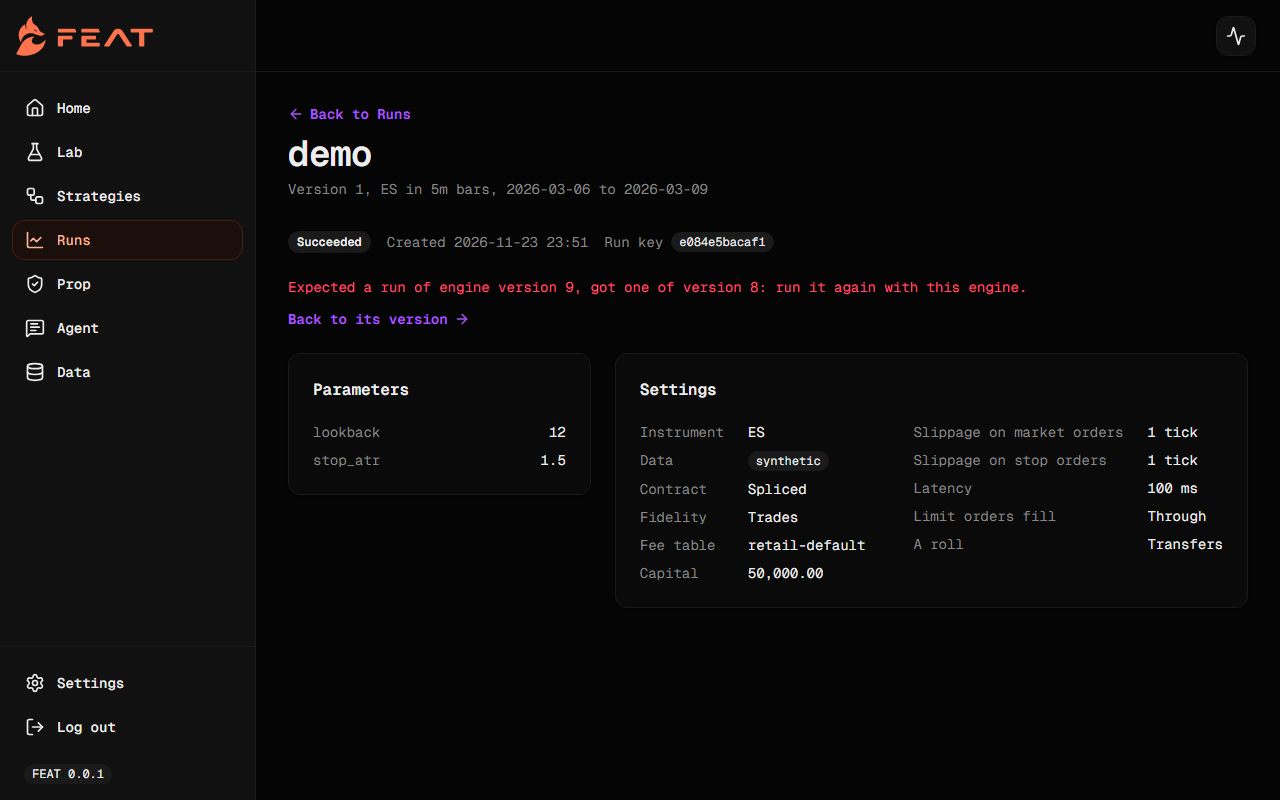 FEAT
Home
Lab
Strategies
Runs
Prop
Agent
Data
Settings
Log out
FEAT 0.0.1
← Back to Runs
demo
Version 1, ES in 5m bars, 2026-03-06 to 2026-03-09
Succeeded Created 2026-11-23 23:51 Run key e084e5bacaf1
Expected a run of engine version 9, got one of version 8: run it again with this engine.
Back to its version →
Parameters
lookback 12
stop_atr 1.5
Settings
Instrument ES
Data synthetic
Contract Spliced
Fidelity Trades
Fee table retail-default
Capital 50,000.00
Slippage on market orders 1 tick
Slippage on stop orders 1 tick
Latency 100 ms
Limit orders fill Through
A roll Transfers